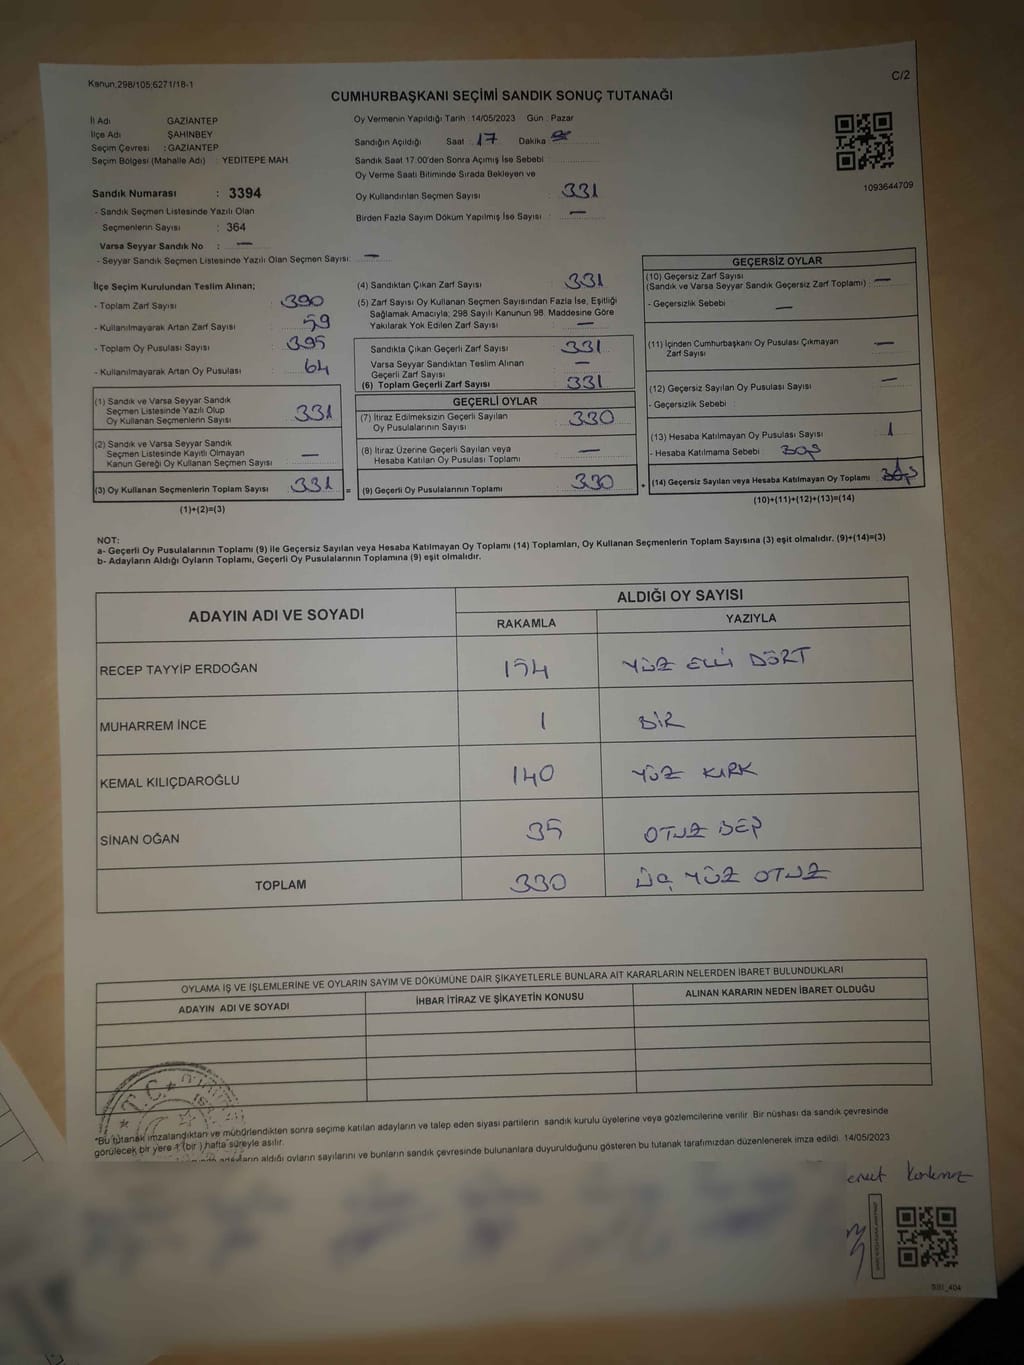 Kanun:298/105;6271/18-1
C/2
CUMHURBAŞKANI SEÇİMİ SANDIK SONUÇ TUTANAĞI
İl Adı GAZİANTEP
İlçe Adı ŞAHİNBEY
Seçim Çevresi : GAZİANTEP
Seçim Bölgesi (Mahalle Adı) : YEDİTEPE MAH.
Sandık Numarası : 3394
- Sandık Seçmen Listesinde Yazılı Olan
Seçmenlerin Sayısı : 364
Varsa Seyyar Sandık No : —
- Seyyar Sandık Seçmen Listesinde Yazılı Olan Seçmen Sayısı: —
Oy Vermenin Yapıldığı Tarih : 14/05/2023 Gün : Pazar
Sandığın Açıldığı Saat : 17 Dakika
Sandık Saat 17:00'den Sonra Açımış İse Sebebi :
Oy Verme Saati Bitiminde Sırada Bekleyen ve
Oy Kullandırılan Seçmen Sayısı : 331
Birden Fazla Sayım Döküm Yapılmış İse Sayısı : —
1093644709
İlçe Seçim Kurulundan Teslim Alınan;
- Toplam Zarf Sayısı : 390
- Kullanılmayarak Artan Zarf Sayısı : 59
- Toplam Oy Pusulası Sayısı : 395
- Kullanılmayarak Artan Oy Pusulası : 64
(1) Sandık ve Varsa Seyyar Sandık
Seçmen Listesinde Yazılı Olup
Oy Kullanan Seçmenlerin Sayısı : 331
(2) Sandık ve Varsa Seyyar Sandık
Seçmen Listesinde Kayıtlı Olmayan
Kanun Gereği Oy Kullanan Seçmen Sayısı : —
(3) Oy Kullanan Seçmenlerin Toplam Sayısı : 331 =
(1)+(2)=(3)
(4) Sandıktan Çıkan Zarf Sayısı : 331
(5) Zarf Sayısı Oy Kullanan Seçmen Sayısından Fazla İse, Eşitliği
Sağlamak Amacıyla; 298 Sayılı Kanunun 98. Maddesine Göre
Yakılarak Yok Edilen Zarf Sayısı : —
Sandıkta Çıkan Geçerli Zarf Sayısı : 331
Varsa Seyyar Sandıktan Teslim Alınan
Geçerli Zarf Sayısı : —
(6) Toplam Geçerli Zarf Sayısı : 331
GEÇERLİ OYLAR
(7) İtiraz Edilmeksizin Geçerli Sayılan
Oy Pusulalarının Sayısı : 330
(8) İtiraz Üzerine Geçerli Sayılan veya
Hesaba Katılan Oy Pusulası Toplamı : —
(9) Geçerli Oy Pusulalarının Toplamı : 330 +
GEÇERSİZ OYLAR
(10) Geçersiz Zarf Sayısı
(Sandık ve Varsa Seyyar Sandık Geçersiz Zarf Toplamı) : —
- Geçersizlik Sebebi : —
(11) İçinden Cumhurbaşkanı Oy Pusulası Çıkmayan
Zarf Sayısı : —
(12) Geçersiz Sayılan Oy Pusulası Sayısı : —
- Geçersizlik Sebebi :
(13) Hesaba Katılmayan Oy Pusulası Sayısı : 1
- Hesaba Katılmama Sebebi : BOŞ
(14) Geçersiz Sayılan veya Hesaba Katılmayan Oy Toplamı :
(10)+(11)+(12)+(13)=(14)
NOT:
a- Geçerli Oy Pusulalarının Toplamı (9) ile Geçersiz Sayılan veya Hesaba Katılmayan Oy Toplamı (14) Toplamları, Oy Kullanan Seçmenlerin Toplam Sayısına (3) eşit olmalıdır. (9)+(14)=(3)
b- Adayların Aldığı Oyların Toplamı, Geçerli Oy Pusulalarının Toplamına (9) eşit olmalıdır.
ADAYIN ADI VE SOYADI
ALDIĞI OY SAYISI
RAKAMLA YAZIYLA
RECEP TAYYİP ERDOĞAN 154 YÜZ ELLİ DÖRT
MUHARREM İNCE 1 BİR
KEMAL KILIÇDAROĞLU 140 YÜZ KIRK
SİNAN OĞAN 35 OTUZ BEŞ
TOPLAM 330 ÜÇ YÜZ OTUZ
OYLAMA İŞ VE İŞLEMLERİNE VE OYLARIN SAYIM VE DÖKÜMÜNE DAİR ŞİKAYETLERLE BUNLARA AİT KARARLARIN NELERDEN İBARET BULUNDUKLARI
ADAYIN ADI VE SOYADI İHBAR İTİRAZ VE ŞİKAYETİN KONUSU ALINAN KARARIN NEDEN İBARET OLDUĞU
T.C.
*Bu tutanak imzalandıktan ve mühürlendikten sonra seçime katılan adayların ve talep eden siyasi partilerin sandık kurulu üyelerine veya gözlemcilerine verilir. Bir nüshası da sandık çevresinde
görülecek bir yere 1 (bir) hafta süreyle asılır.
adayların aldığı oyların sayılarını ve bunların sandık çevresinde bulunanlara duyurulduğunu gösteren bu tutanak tarafımızdan düzenlenerek imza edildi. 14/05/2023